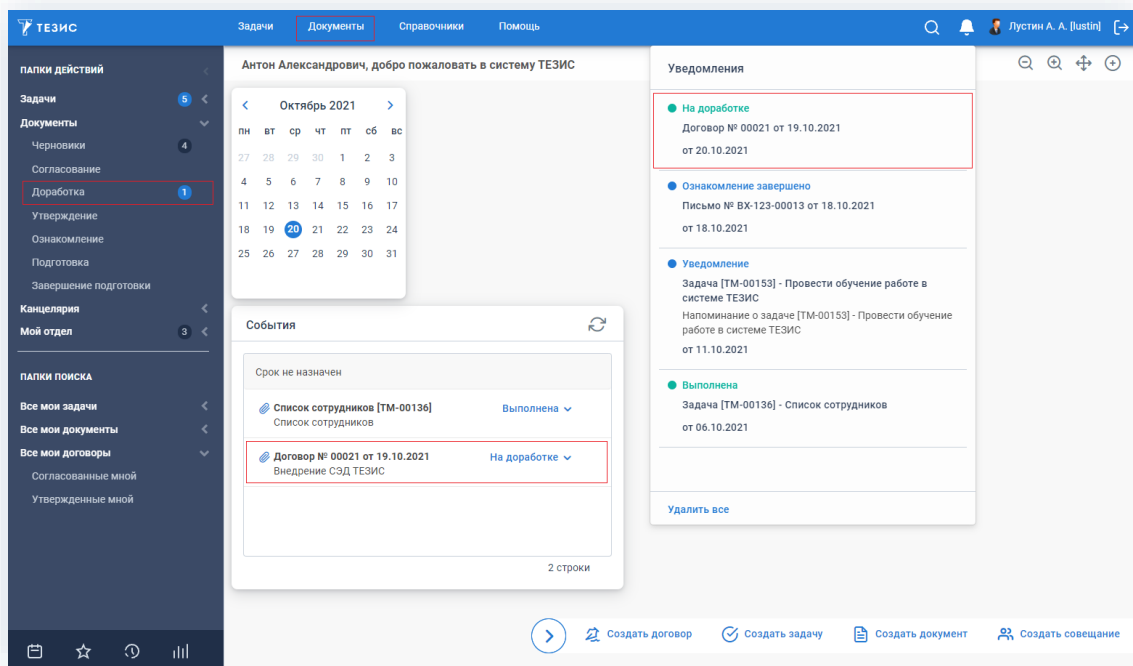 ТЕЗИС
Задачи Документы Справочники Помощь
Лустин А. А. [lustin]
ПАПКИ ДЕЙСТВИЙ
Задачи 5
Документы
Черновики 4
Согласование
Доработка 1
Утверждение
Ознакомление
Подготовка
Завершение подготовки
Канцелярия
Мой отдел 3
ПАПКИ ПОИСКА
Все мои задачи
Все мои документы
Все мои договоры
Согласованные мной
Утвержденные мной
Антон Александрович, добро пожаловать в систему ТЕЗИС
Октябрь 2021
пн вт ср чт пт сб вс
27 28 29 30 1 2 3
4 5 6 7 8 9 10
11 12 13 14 15 16 17
18 19 20 21 22 23 24
25 26 27 28 29 30 31
События
Срок не назначен
Список сотрудников [ТМ-00136] Выполнена
Список сотрудников
Договор № 00021 от 19.10.2021 На доработке
Внедрение СЭД ТЕЗИС
2 строки
Уведомления
На доработке
Договор № 00021 от 19.10.2021
от 20.10.2021
Ознакомление завершено
Письмо № ВХ-123-00013 от 18.10.2021
от 18.10.2021
Уведомление
Задача [ТМ-00153] - Провести обучение работе в
системе ТЕЗИС
Напоминание о задаче [ТМ-00153] - Провести обучение
работе в системе ТЕЗИС
от 11.10.2021
Выполнена
Задача [ТМ-00136] - Список сотрудников
от 06.10.2021
Удалить все
Создать договор Создать задачу Создать документ Создать совещание